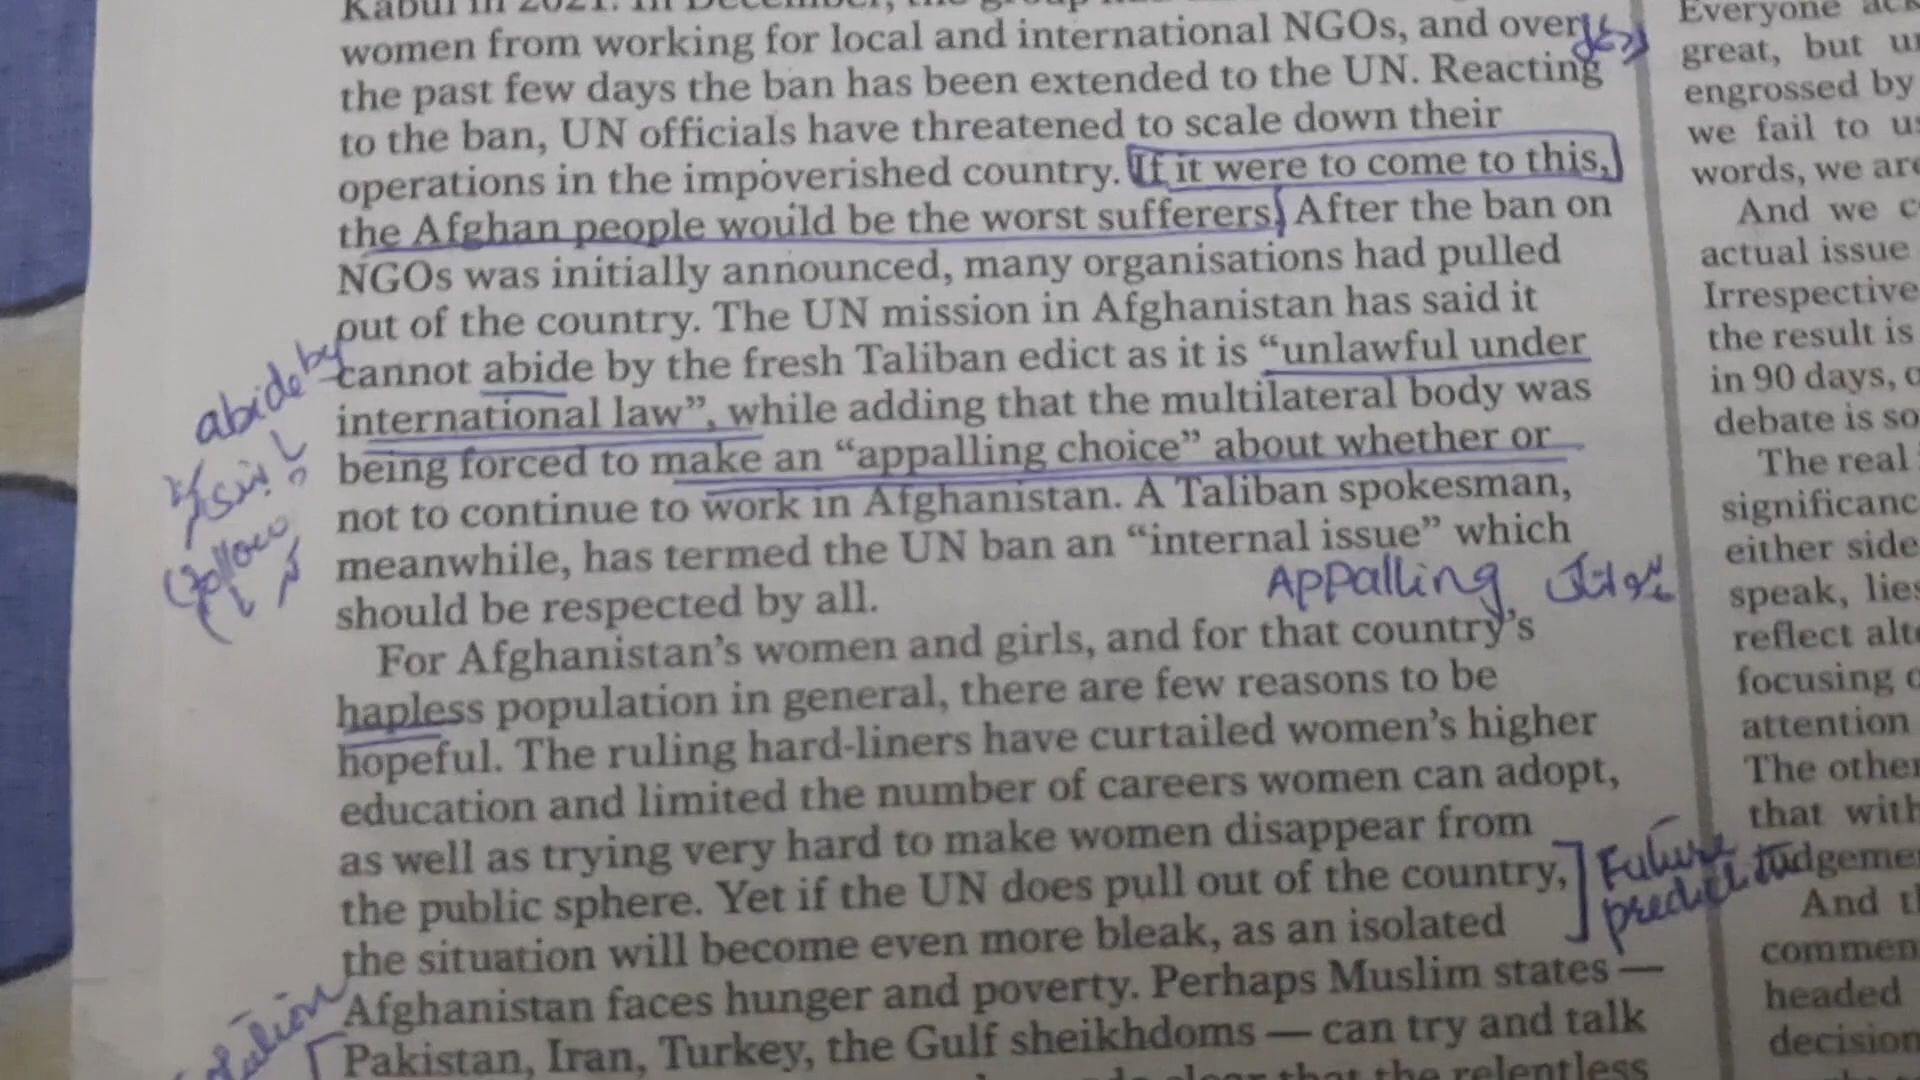 Kabul in 2021. In December, the group had
women from working for local and international NGOs, and over
the past few days the ban has been extended to the UN. Reacting
to the ban, UN officials have threatened to scale down their
operations in the impoverished country. If it were to come to this,
the Afghan people would be the worst sufferers. After the ban on
NGOs was initially announced, many organisations had pulled
out of the country. The UN mission in Afghanistan has said it
cannot abide by the fresh Taliban edict as it is “unlawful under
international law”, while adding that the multilateral body was
being forced to make an “appalling choice” about whether or
not to continue to work in Afghanistan. A Taliban spokesman,
meanwhile, has termed the UN ban an “internal issue” which
should be respected by all.
For Afghanistan’s women and girls, and for that country’s
hapless population in general, there are few reasons to be
hopeful. The ruling hard-liners have curtailed women’s higher
education and limited the number of careers women can adopt,
as well as trying very hard to make women disappear from
the public sphere. Yet if the UN does pull out of the country,
the situation will become even more bleak, as an isolated
Afghanistan faces hunger and poverty. Perhaps Muslim states —
Pakistan, Iran, Turkey, the Gulf sheikhdoms — can try and talk
clear that the relentless
abide by
follow
Appalling
Future
predict
Everyone
great, but
engrossed by
we fail to
words, we are
And we
actual issue
Irrespective
the result is
in 90 days,
debate is so
The real
either side
speak, lies
reflect
focusing
attention
The other
that with
And
headed
decision